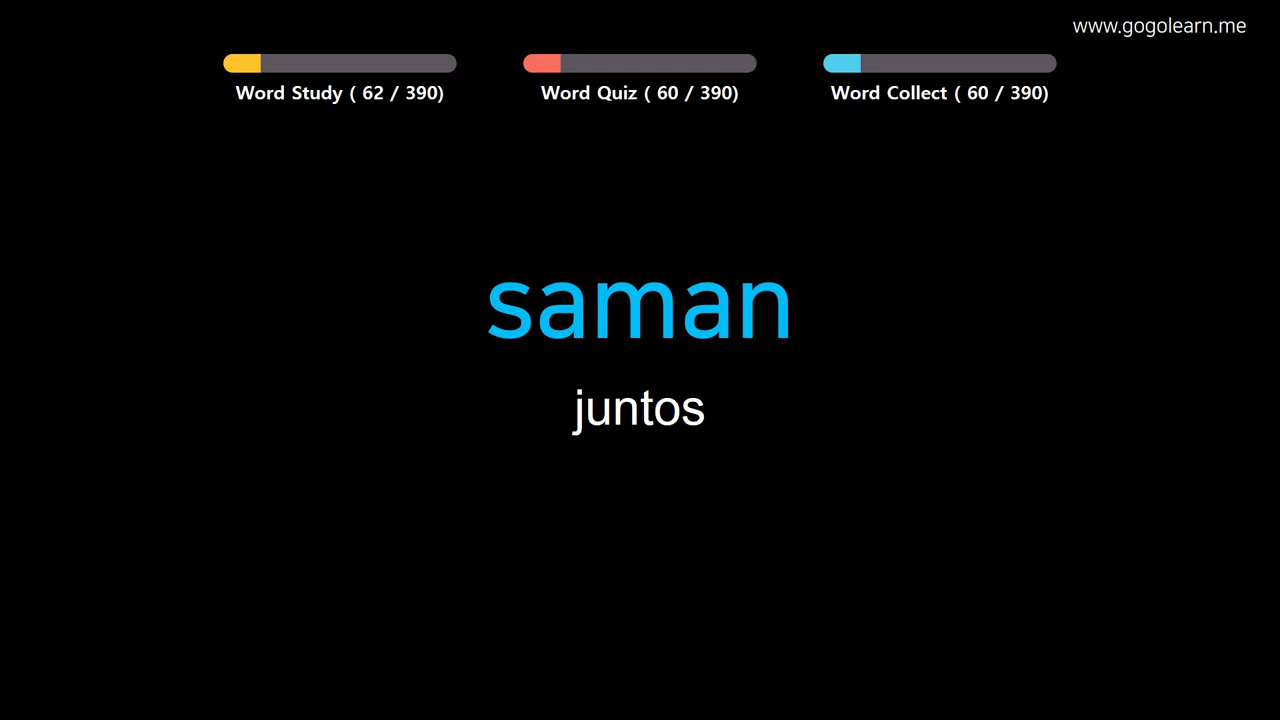 www.gogolearn.me
Word Study ( 62 / 390)
Word Quiz ( 60 / 390)
Word Collect ( 60 / 390)
saman
juntos